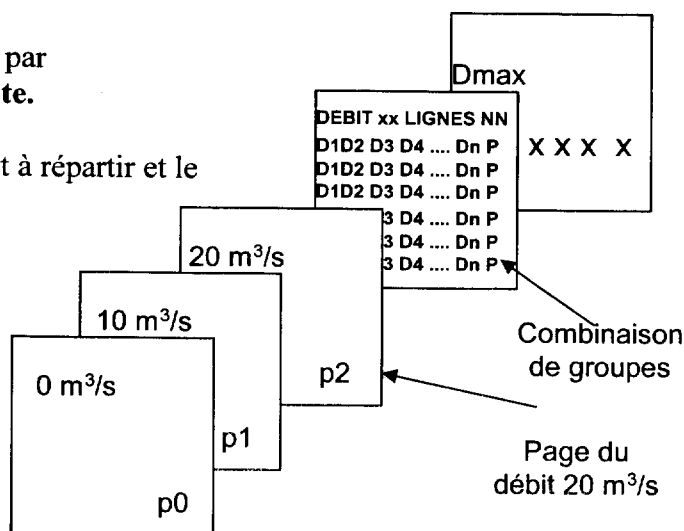 par
te.
t à répartir et le
Dmax
X X X X
DEBIT xx LIGNES NN
D1D2 D3 D4 .... Dn P
D1D2 D3 D4 .... Dn P
D1D2 D3 D4 .... Dn P
3 D4 .... Dn P
3 D4 .... Dn P
3 D4 .... Dn P
20 m³/s
p2
10 m³/s
p1
0 m³/s
p0
Combinaison
de groupes
Page du
débit 20 m³/s